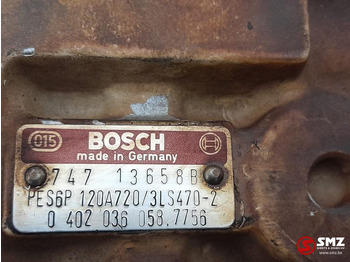 015
BOSCH
made in Germany
747 13658B
PES6P 120A720/3LS470-2
0 402 036 058.7756
SMZ